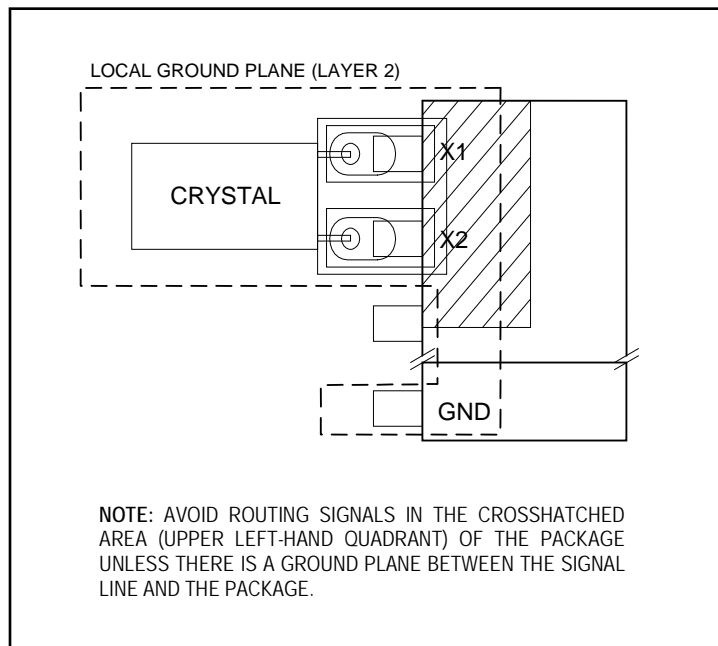 LOCAL GROUND PLANE (LAYER 2)
X1
CRYSTAL
X2
GND
NOTE: AVOID ROUTING SIGNALS IN THE CROSSHATCHED
AREA (UPPER LEFT-HAND QUADRANT) OF THE PACKAGE
UNLESS THERE IS A GROUND PLANE BETWEEN THE SIGNAL
LINE AND THE PACKAGE.